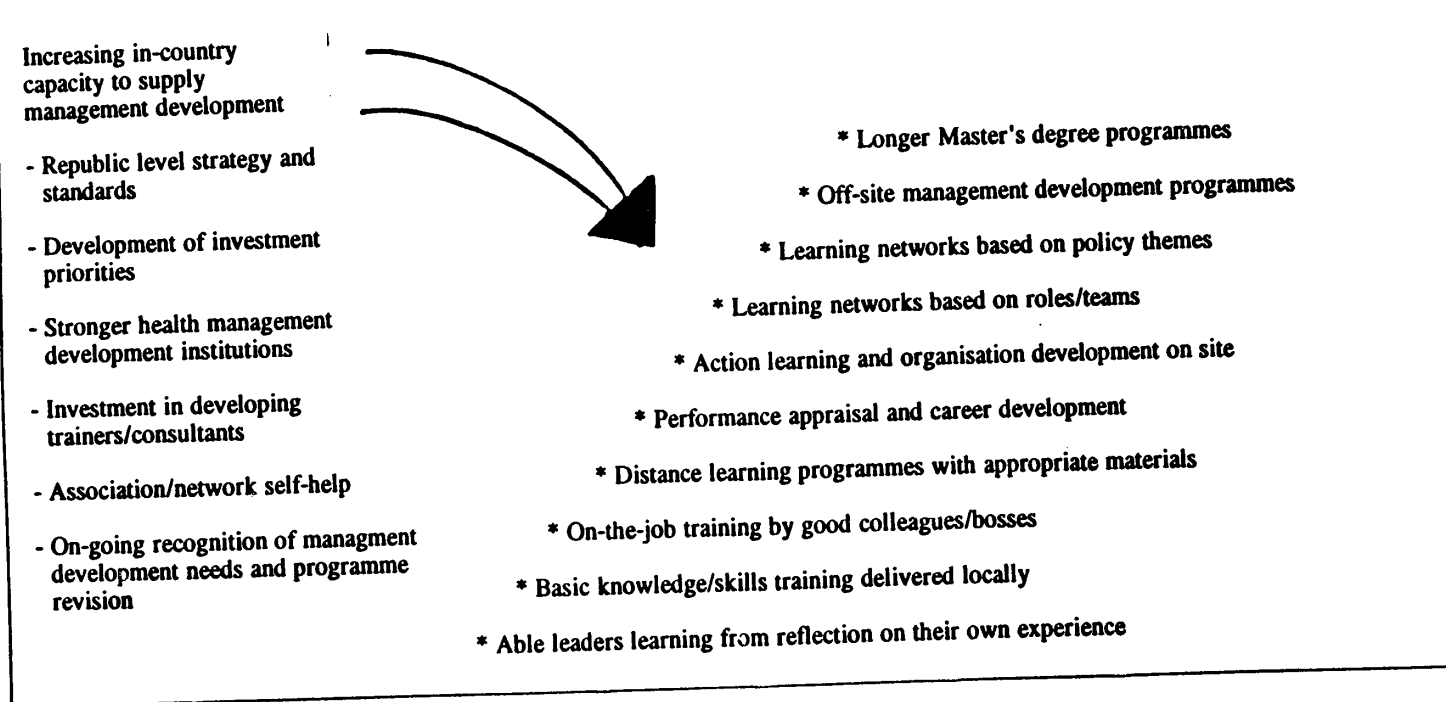 Increasing in-country
capacity to supply
management development
- Republic level strategy and
standards
- Development of investment
priorities
- Stronger health management
development institutions
- Investment in developing
trainers/consultants
- Association/network self-help
- On-going recognition of managment
development needs and programme
revision
* Longer Master's degree programmes
* Off-site management development programmes
* Learning networks based on policy themes
* Learning networks based on roles/teams
* Action learning and organisation development on site
* Performance appraisal and career development
* Distance learning programmes with appropriate materials
* On-the-job training by good colleagues/bosses
* Basic knowledge/skills training delivered locally
* Able leaders learning from reflection on their own experience